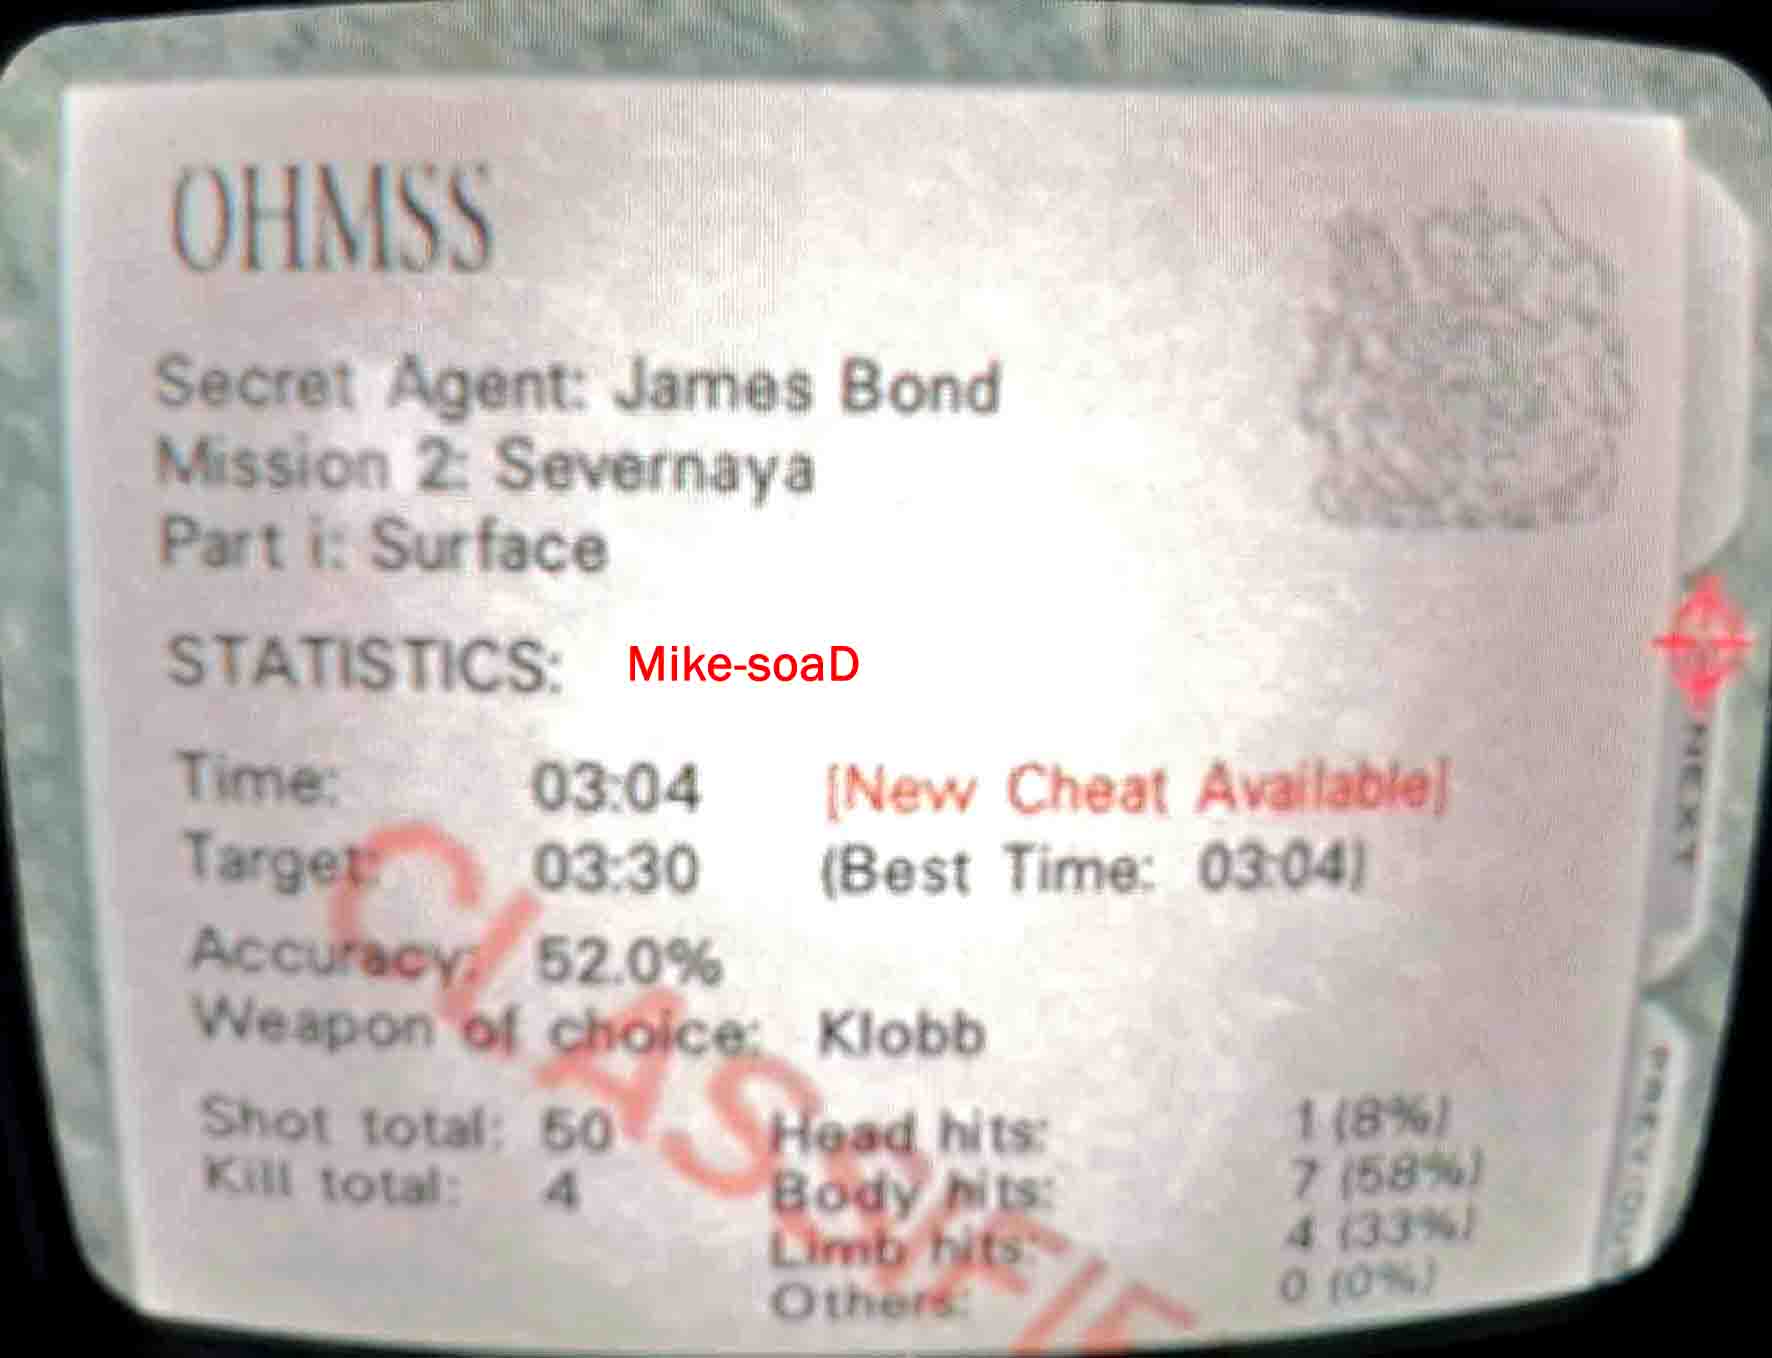 OHMSS
Secret Agent: James Bond
Mission 2: Severnaya
Part i: Surface
STATISTICS: Mike-soaD
Time: 03:04 [New Cheat Available]
Target: 03:30 (Best Time: 03:04)
Accuracy: 52.0%
Weapon of choice: Klobb
Shot total: 50 Head hits: 1 (8%)
Kill total: 4 Body hits: 7 (58%)
Limb hits: 4 (33%)
Others: 0 (0%)
CLASSIFIE
NEXT
PREVIOUS